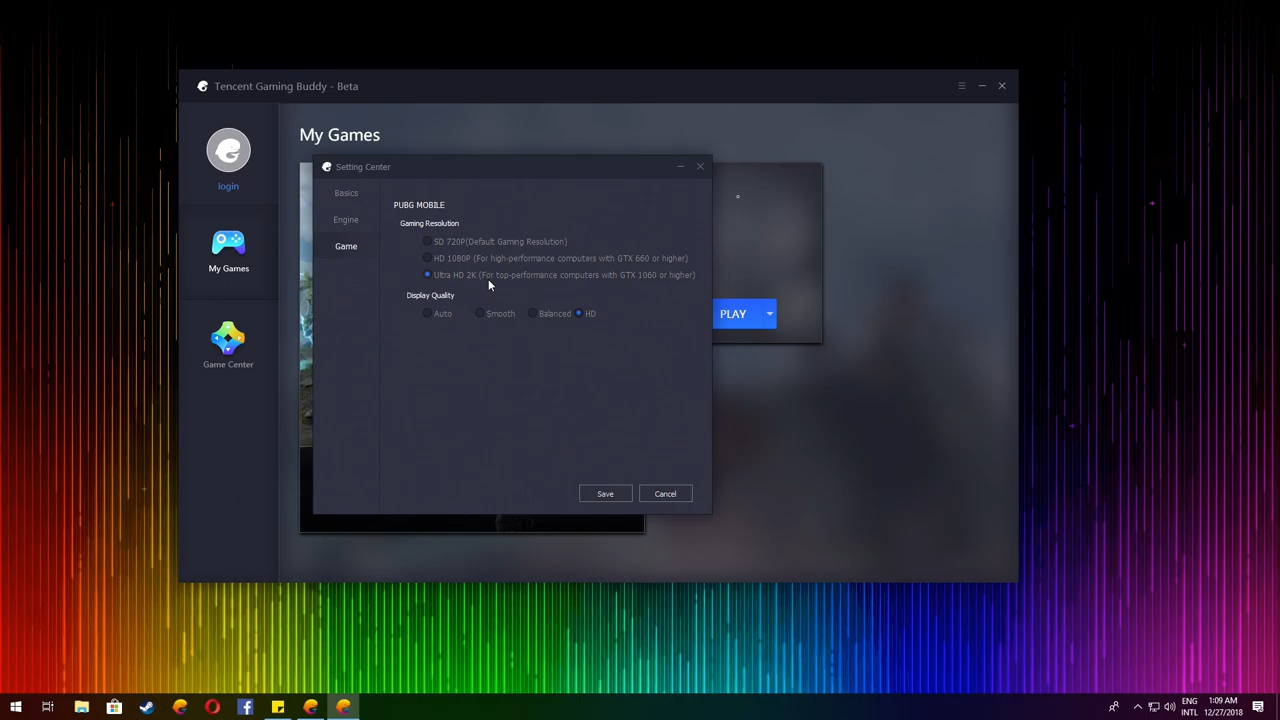 Tencent Gaming Buddy - Beta
login
My Games
Game Center
My Games
Setting Center
Basics
Engine
Game
PUBG MOBILE
Gaming Resolution
SD 720P(Default Gaming Resolution)
HD 1080P (For high-performance computers with GTX 660 or higher)
Ultra HD 2K (For top-performance computers with GTX 1060 or higher)
Display Quality
Auto Smooth Balanced HD
Save Cancel
PLAY
ENG
INTL
1:09 AM
12/27/2018